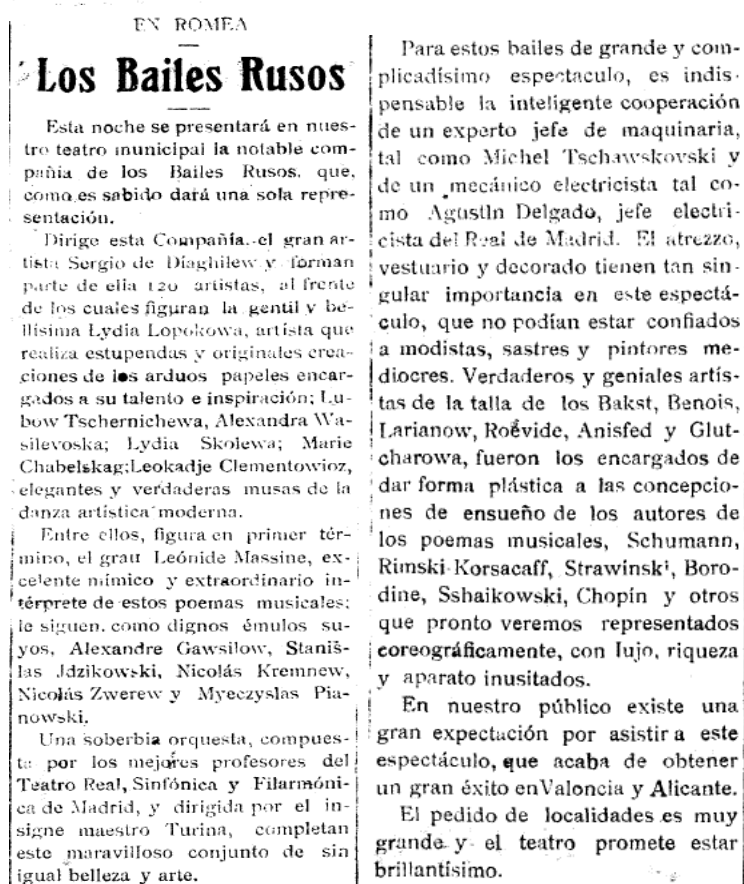 EN ROMEA
Los Bailes Rusos
Esta noche se presentará en nues-
tro teatro municipal la notable com-
pañia de los Bailes Rusos, que,
como es sabido dará una sola repre-
sentación.
Dirige esta Compañía el gran ar-
tista Sergio de Diaghilew y forman
parte de ella 120 artistas, al frente
de los cuales figuran la gentil y be-
llísima Lydia Lopokowa, artista que
realiza estupendas y originales crea-
ciones de los arduos papeles encar-
gados a su talento e inspiración; Lu-
bow Tschernichewa, Alexandra Wa-
silevoska; Lydia Skolewa; Marie
Chabelskag;Leokadje Clementowioz,
elegantes y verdaderas musas de la
danza artística moderna.
Entre ellos, figura en primer tér-
mino, el gran Leónide Massine, ex-
celente mímico y extraordinario in-
térprete de estos poemas musicales;
le siguen, como dignos émulos su-
yos, Alexandre Gawsilow, Stanis-
las Jdzikowski, Nicolás Kremnew,
Nicolás Zwerew y Myeczyslas Pia-
nowski.
Una soberbia orquesta, compues-
ta por los mejores profesores del
Teatro Real, Sinfónica y Filarmóni-
ca de Madrid, y dirigida por el in-
signe maestro Turina, completan
este maravilloso conjunto de sin
igual belleza y arte.
Para estos bailes de grande y com-
plicadísimo espectaculo, es indis-
pensable la inteligente cooperación
de un experto jefe de maquinaria,
tal como Michel Tschawskovski y
de un mecánico electricista tal co-
mo Agustín Delgado, jefe electri-
cista del Real de Madrid. El atrezzo,
vestuario y decorado tienen tan sin-
gular importancia en este espectá-
culo, que no podían estar confiados
a modistas, sastres y pintores me-
diocres. Verdaderos y geniales artís-
tas de la talla de los Bakst, Benois,
Larianow, Roévide, Anisfed y Glut-
charowa, fueron los encargados de
dar forma plástica a las concepcio-
nes de ensueño de los autores de
los poemas musicales, Schumann,
Rimski-Korsacaff, Strawinski, Boro-
dine, Sshaikowski, Chopin y otros
que pronto veremos representados
coreográficamente, con lujo, riqueza
y aparato inusitados.
En nuestro público existe una
gran expectación por asistir a este
espectáculo, que acaba de obtener
un gran éxito en Valoncia y Alicante.
El pedido de localidades es muy
grande y el teatro promete estar
brillantísimo.